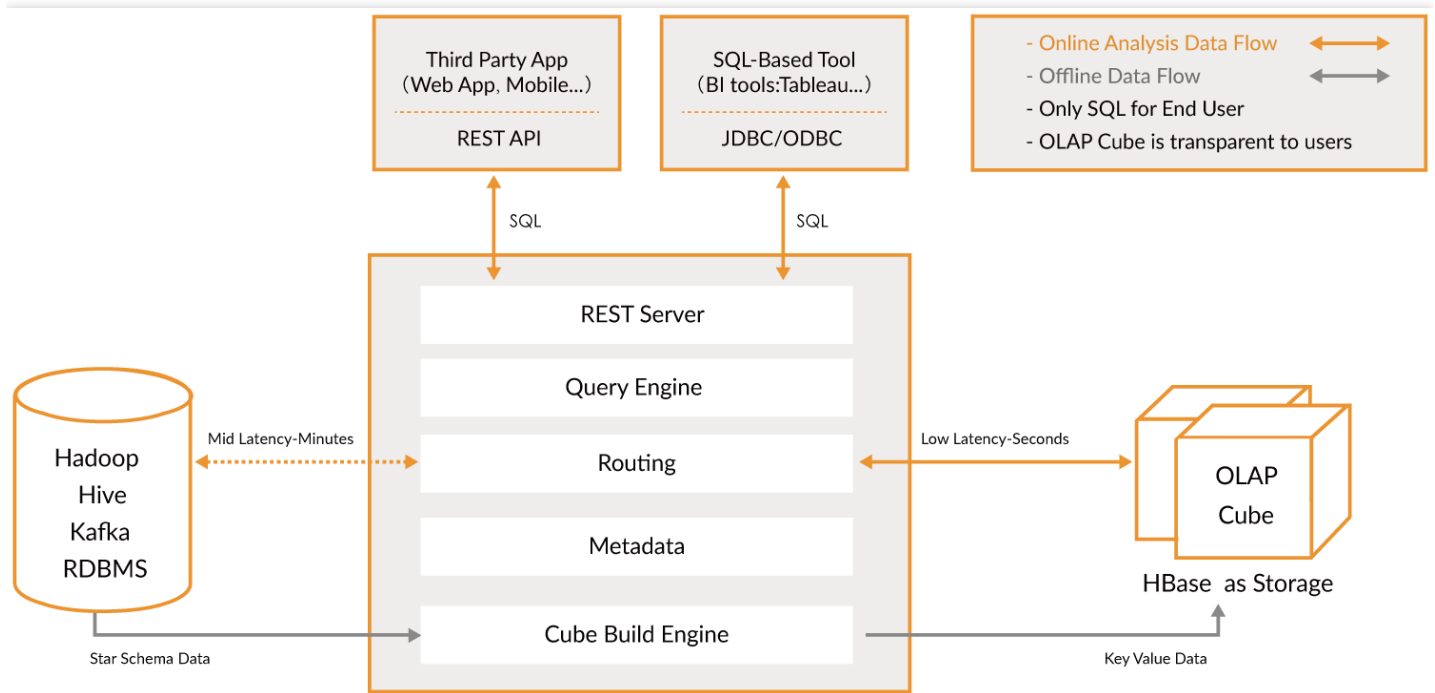 Third Party App
(Web App, Mobile...)
REST API
SQL-Based Tool
(BI tools:Tableau...)
JDBC/ODBC
- Online Analysis Data Flow
- Offline Data Flow
- Only SQL for End User
- OLAP Cube is transparent to users
SQL
SQL
REST Server
Query Engine
Routing
Metadata
Cube Build Engine
Hadoop
Hive
Kafka
RDBMS
Mid Latency-Minutes
Low Latency-Seconds
OLAP
Cube
HBase as Storage
Star Schema Data
Key Value Data